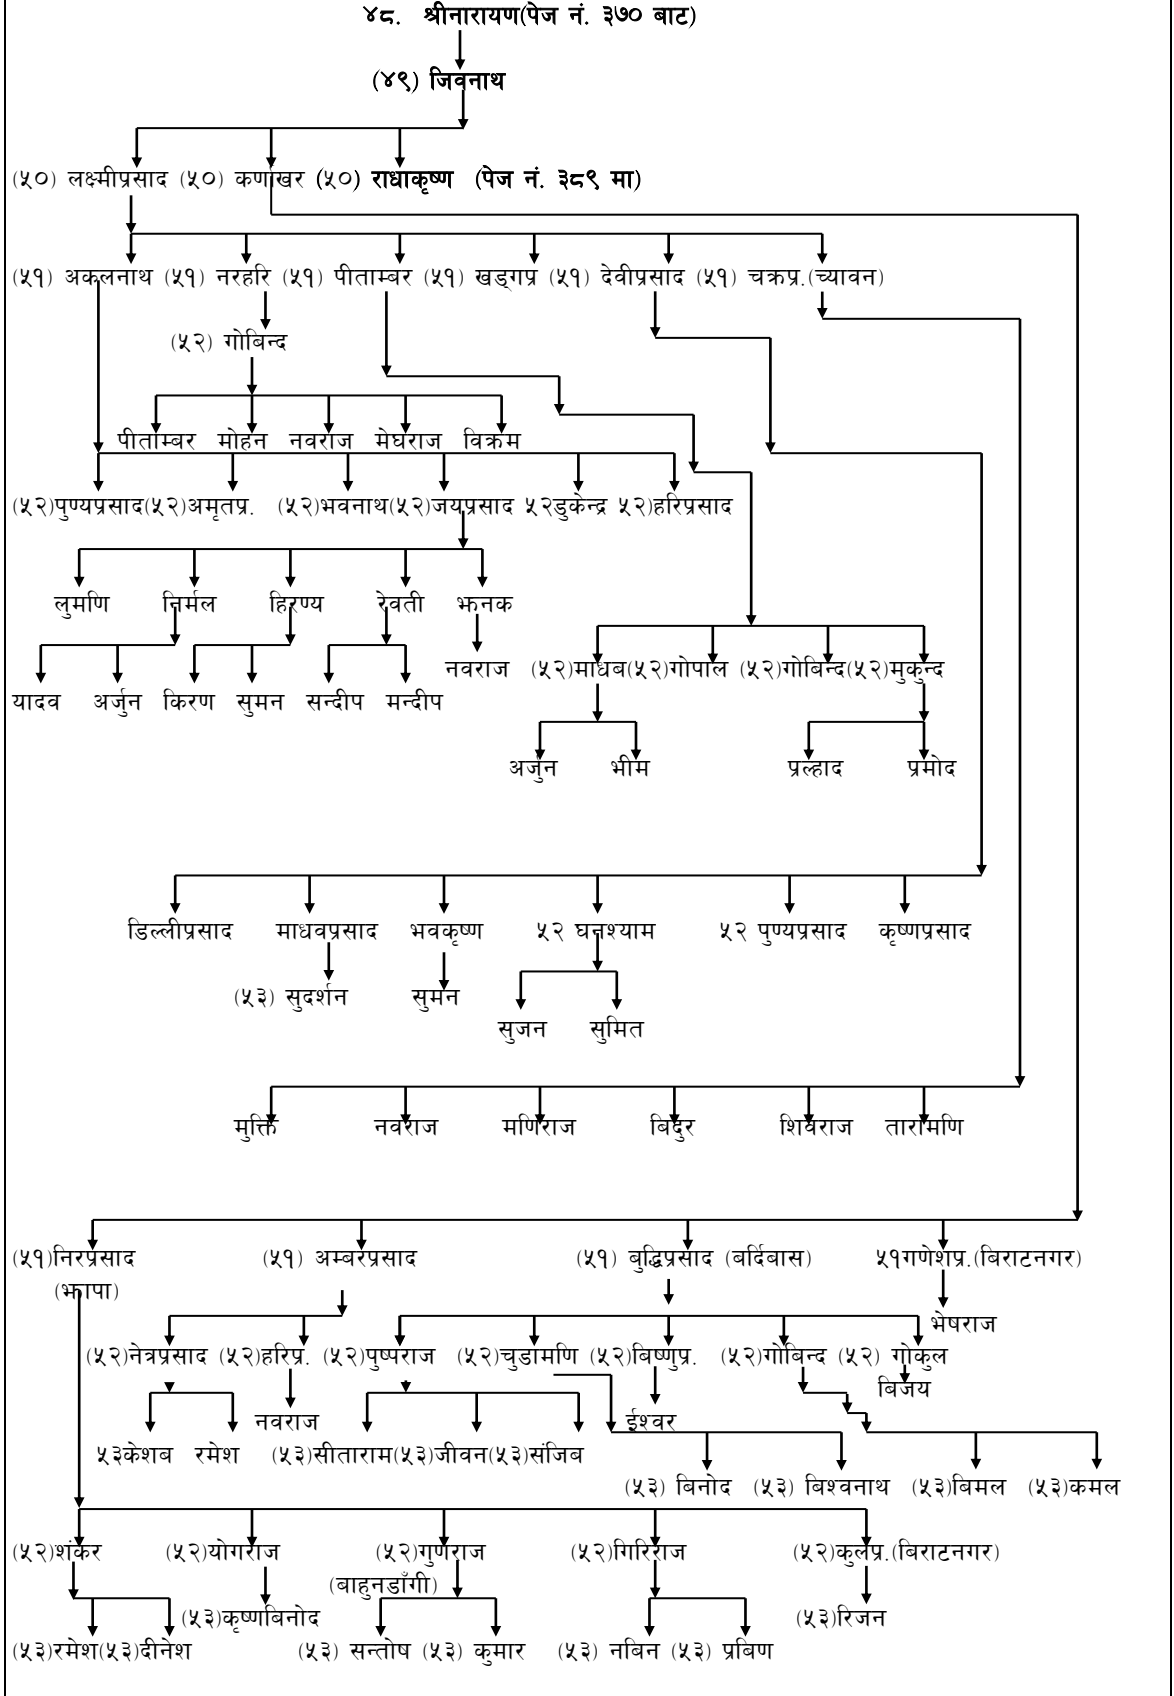 ४८. श्रीनारायण(पेज नं. ३७० बाट)
(४९) जिवनाथ
(५०) लक्ष्मीप्रसाद (५०) कर्णाखर (५०) राधाकृष्ण (पेज नं. ३८९ मा)
(५१) अकलनाथ (५१) नरहरि (५१) पीताम्बर (५१) खड्गप्र (५१) देवीप्रसाद (५१) चक्रप्र.(च्यावन)
(५२) गोबिन्द
पीताम्बर मोहन नवराज मेघराज विक्रम
(५२)पुण्यप्रसाद(५२)अमृतप्र. (५२)भवनाथ(५२)जयप्रसाद ५२डुकेन्द्र ५२)हरिप्रसाद
लुमणि निर्मल हिरण्य रेवती झनक
नवराज (५२)माधब(५२)गोपाल (५२)गोबिन्द(५२)मुकुन्द
यादव अर्जुन किरण सुमन सन्दीप मन्दीप
अर्जुन भीम प्रल्हाद प्रमोद
डिल्लीप्रसाद माधवप्रसाद भवकृष्ण ५२ घनश्याम ५२ पुण्यप्रसाद कृष्णप्रसाद
(५३) सुदर्शन सुमन
सुजन सुमित
मुक्ति नवराज मणिराज बिदुर शिवराज तारामणि
(५१)निरप्रसाद (५१) अम्बरप्रसाद (५१) बुद्धिप्रसाद (बर्दिबास) ५१गणेशप्र.(बिराटनगर)
(झापा)
भेषराज
(५२)नेत्रप्रसाद (५२)हरिप्र. (५२)पुष्पराज (५२)चुडामणि (५२)बिष्णुप्र. (५२)गोबिन्द (५२) गोकुल
बिजय
नवराज ईश्वर
५३केशब रमेश (५३)सीताराम(५३)जीवन(५३)संजिब
(५३) बिनोद (५३) बिश्वनाथ (५३)बिमल (५३)कमल
(५२)शंकर (५२)योगराज (५२)गुणराज (५२)गिरिराज (५२)कुलप्र.(बिराटनगर)
(बाहुनडाँगी)
(५३)कृष्णबिनोद (५३)रिजन
(५३)रमेश(५३)दीनेश (५३) सन्तोष (५३) कुमार (५३) नबिन (५३) प्रबिण